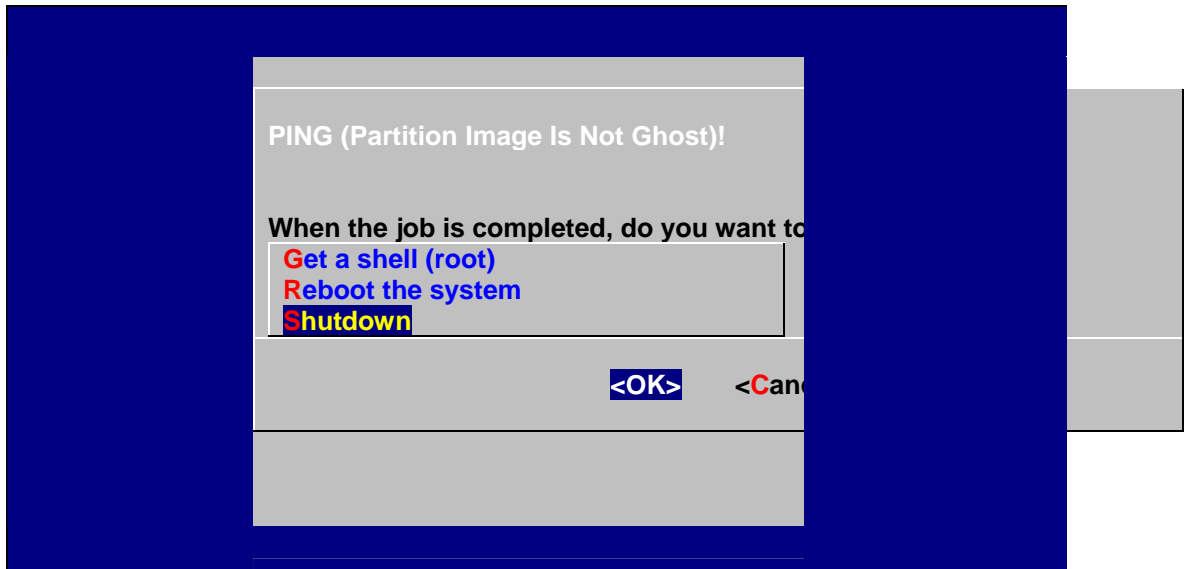 PING (Partition Image Is Not Ghost)!
When the job is completed, do you want to
Get a shell (root)
Reboot the system
Shutdown
<OK> <Can